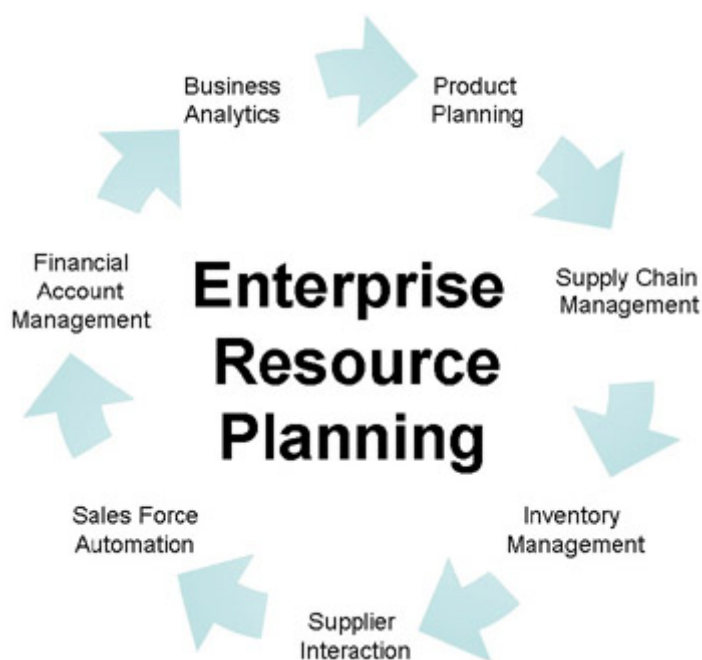 Business
Analytics
Product
Planning
Financial
Account
Management
Enterprise
Resource
Planning
Supply Chain
Management
Sales Force
Automation
Inventory
Management
Supplier
Interaction